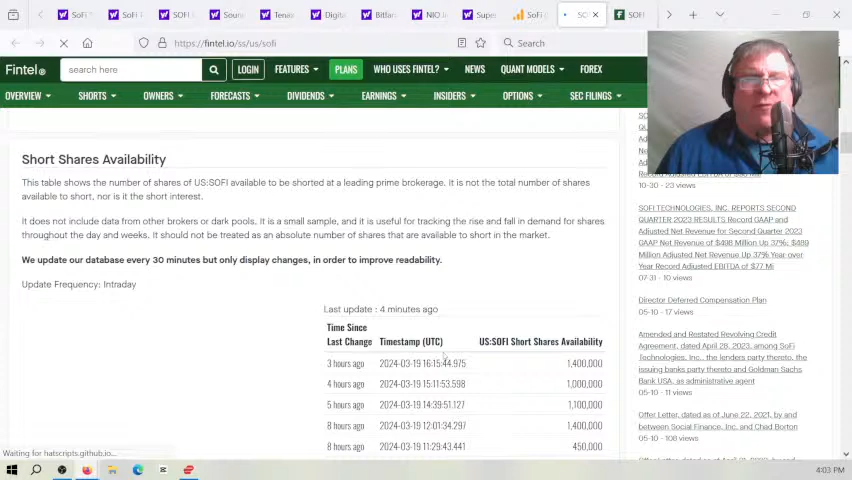 SoFi
SoFi T
SOFI
Soun
Tena
Digita
Bitfar
NIO.I
Super
SoFi
SO
SOFI
https://fintel.io/ss/us/sofi
Search
Fintel
search here
LOGIN
FEATURES
PLANS
WHO USES FINTEL?
NEWS
QUANT MODELS
FOREX
OVERVIEW
SHORTS
OWNERS
FORECASTS
DIVIDENDS
EARNINGS
INSIDERS
OPTIONS
SEC FILINGS
Short Shares Availability
This table shows the number of shares of US:SOFI available to be shorted at a leading prime brokerage. It is not the total number of shares
available to short, nor is it the short interest.
It does not include data from other brokers or dark pools. It is a small sample, and it is useful for tracking the rise and fall in demand for shares
throughout the day and weeks. It should not be treated as an absolute number of shares that are available to short in the market.
We update our database every 30 minutes but only display changes, in order to improve readability.
Update Frequency: Intraday
Last update : 4 minutes ago
Time Since
Last Change Timestamp (UTC) US:SOFI Short Shares Availability
3 hours ago 2024-03-19 16:15:44.975 1,400,000
4 hours ago 2024-03-19 15:11:53.598 1,000,000
5 hours ago 2024-03-19 14:39:51.127 1,100,000
8 hours ago 2024-03-19 12:01:34.297 1,400,000
8 hours ago 2024-03-19 11:29:43.441 450,000
10-30 - 23 views
SOFI TECHNOLOGIES, INC. REPORTS SECOND
QUARTER 2023 RESULTS Record GAAP and
Adjusted Net Revenue for Second Quarter 2023
GAAP Net Revenue of $498 Million Up 37%; $489
Million Adjusted Net Revenue Up 37% Year over
Year Record Adjusted EBITDA of $77 Mi
07-31 - 10 views
Director Deferred Compensation Plan
05-10 - 17 views
Amended and Restated Revolving Credit
Agreement, dated April 28, 2023, among SoFi
Technologies, Inc., the lenders party thereto, the
issuing banks party thereto and Goldman Sachs
Bank USA, as administrative agent
05-10 - 11 views
Offer Letter, dated as of June 22, 2021, by and
between Social Finance, Inc. and Chad Borton
05-10 - 108 views
Waiting for hatscripts.github.io...
4:03 PM